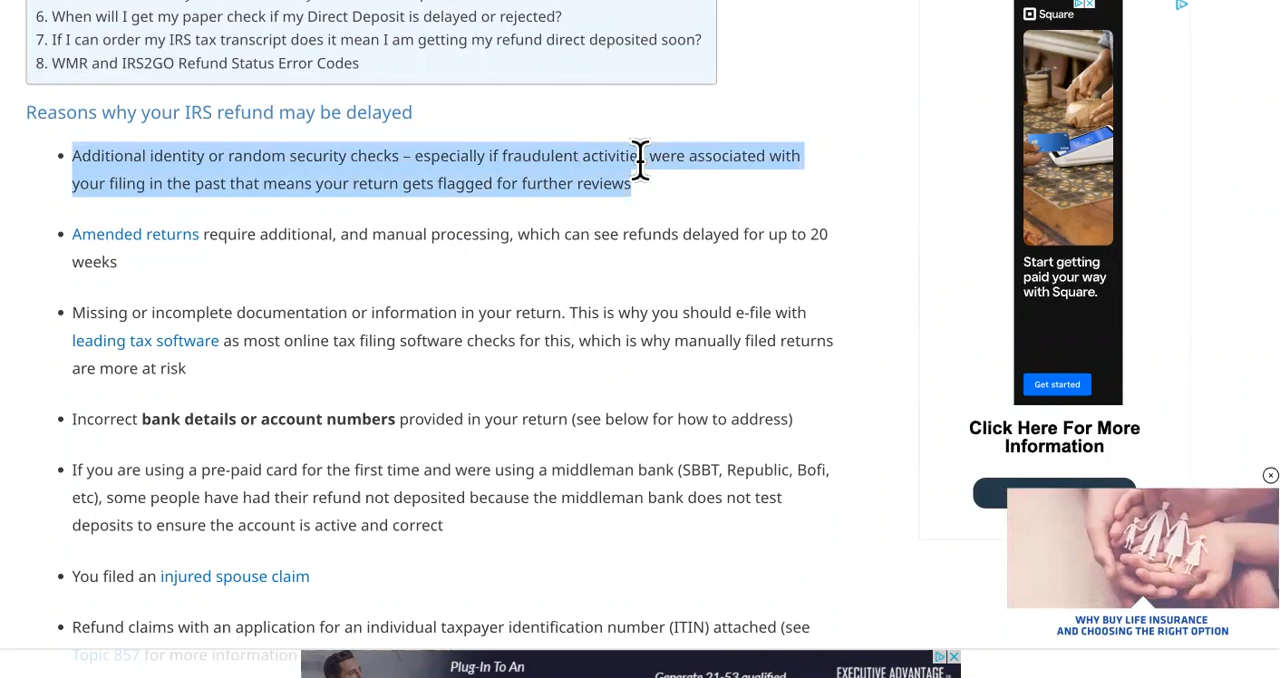 6. When will I get my paper check if my Direct Deposit is delayed or rejected?
7. If I can order my IRS tax transcript does it mean I am getting my refund direct deposited soon?
8. WMR and IRS2GO Refund Status Error Codes
Reasons why your IRS refund may be delayed
• Additional identity or random security checks – especially if fraudulent activities were associated with
your filing in the past that means your return gets flagged for further reviews
• Amended returns require additional, and manual processing, which can see refunds delayed for up to 20
weeks
• Missing or incomplete documentation or information in your return. This is why you should e-file with
leading tax software as most online tax filing software checks for this, which is why manually filed returns
are more at risk
• Incorrect bank details or account numbers provided in your return (see below for how to address)
• If you are using a pre-paid card for the first time and were using a middleman bank (SBBT, Republic, Bofi,
etc), some people have had their refund not deposited because the middleman bank does not test
deposits to ensure the account is active and correct
• You filed an injured spouse claim
• Refund claims with an application for an individual taxpayer identification number (ITIN) attached (see
Topic 857 for more information
Square
Start getting
paid your way
with Square.
Get started
Click Here For More
Information
WHY BUY LIFE INSURANCE
AND CHOOSING THE RIGHT OPTION
Plug-In To An
Generate 21-53 qualified
EXECUTIVE ADVANTAGE